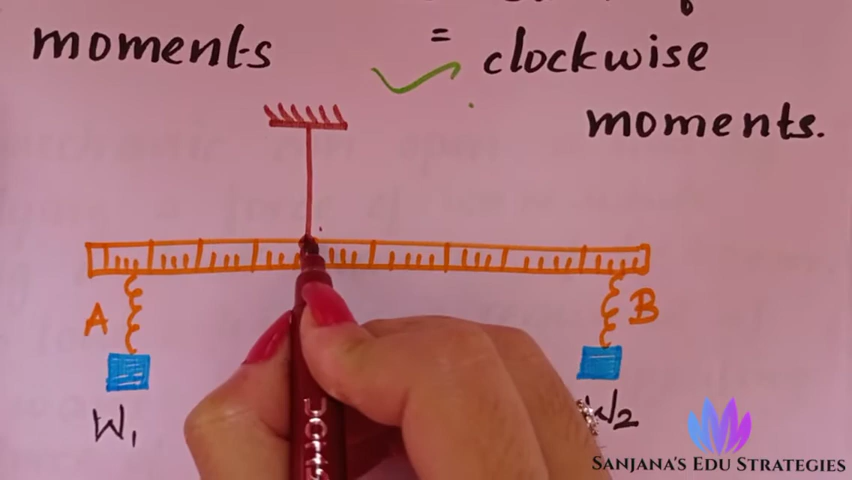 moments
=
clockwise
moments.
A
B
W1
W2
SANJANA'S EDU STRATEGIES